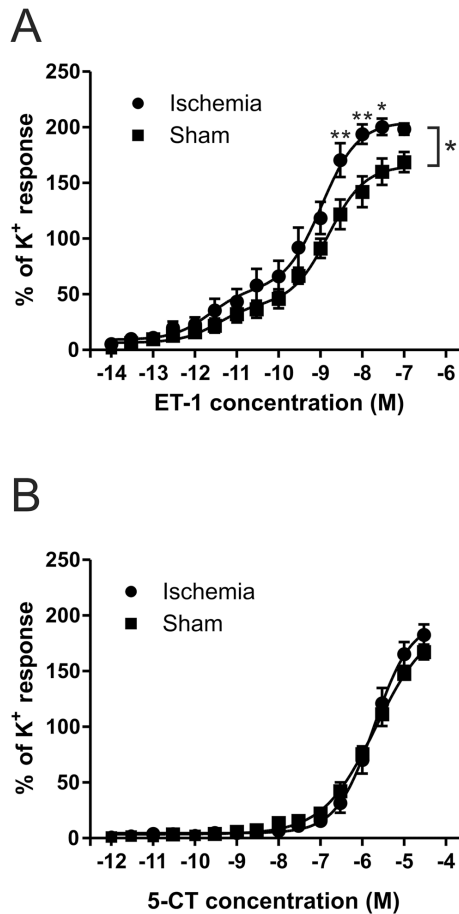 A
250
200
150
100
50
0
% of K+ response
Ischemia
Sham
** ** *
*
-14 -13 -12 -11 -10 -9 -8 -7 -6
ET-1 concentration (M)
B
250
200
150
100
50
0
% of K+ response
Ischemia
Sham
-12 -11 -10 -9 -8 -7 -6 -5 -4
5-CT concentration (M)